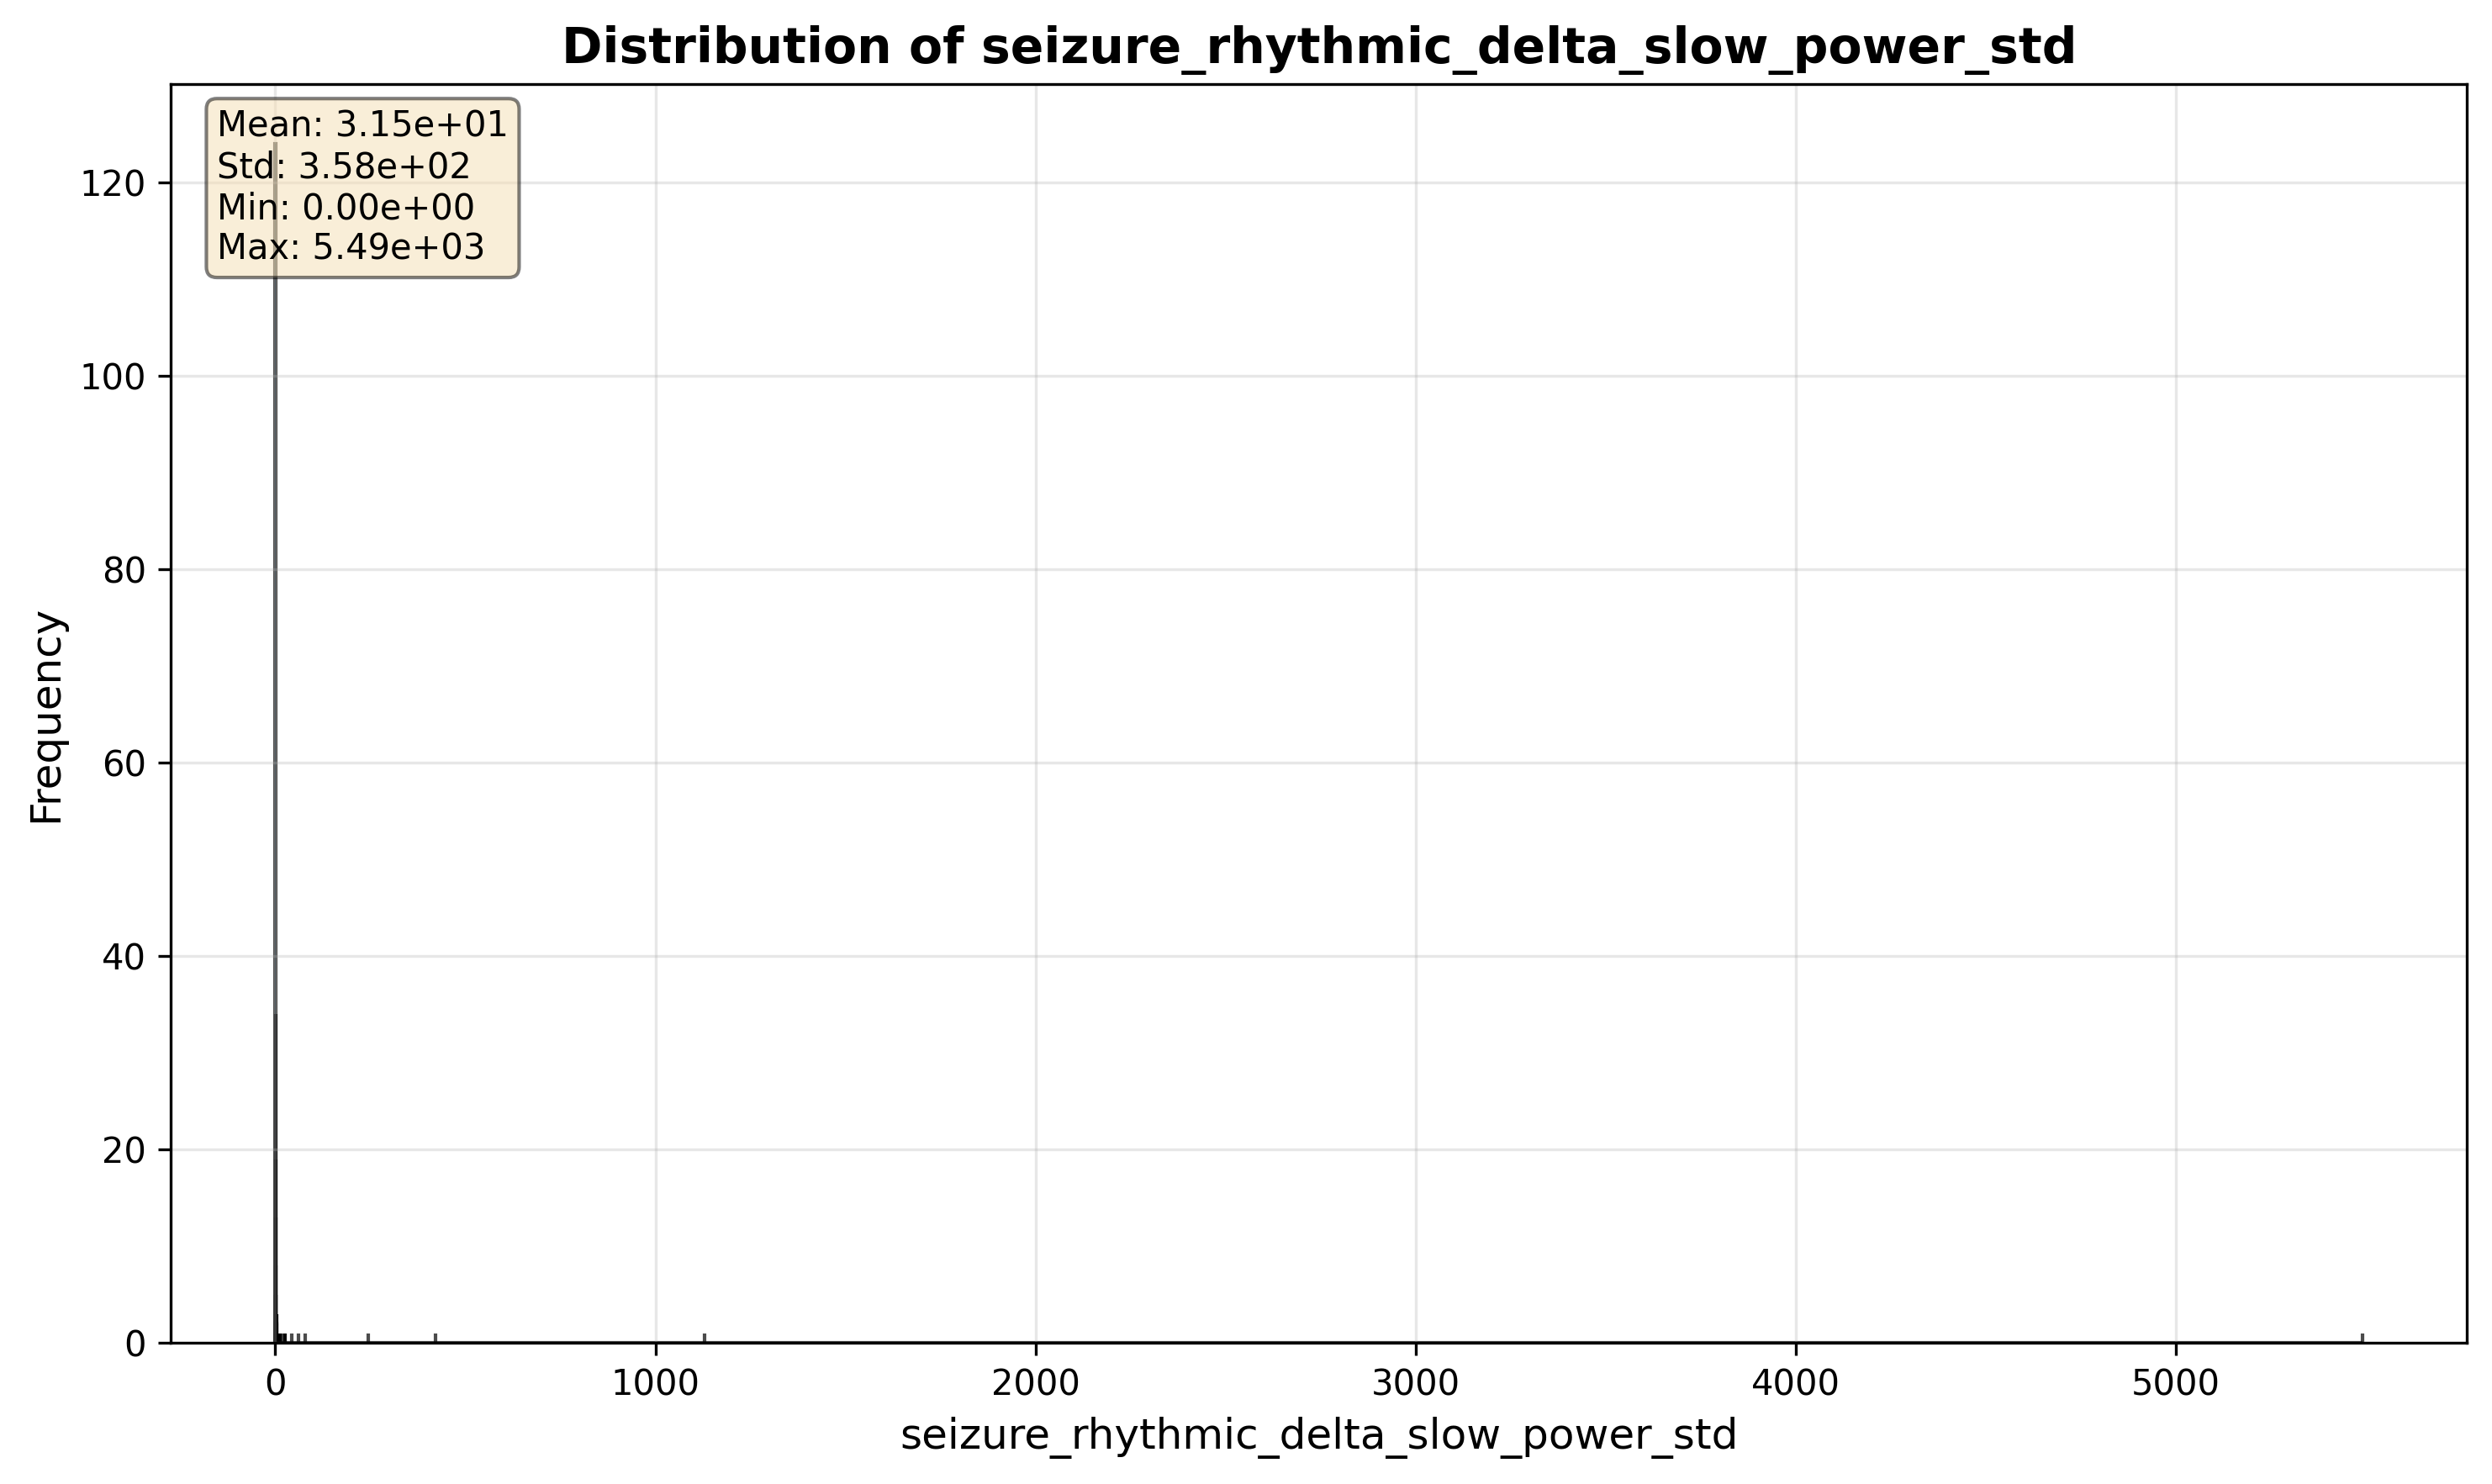 Distribution of seizure_rhythmic_delta_slow_power_std
Mean: 3.15e+01
Std: 3.58e+02
Min: 0.00e+00
Max: 5.49e+03
120
100
80
60
40
20
0
Frequency
0 1000 2000 3000 4000 5000
seizure_rhythmic_delta_slow_power_std